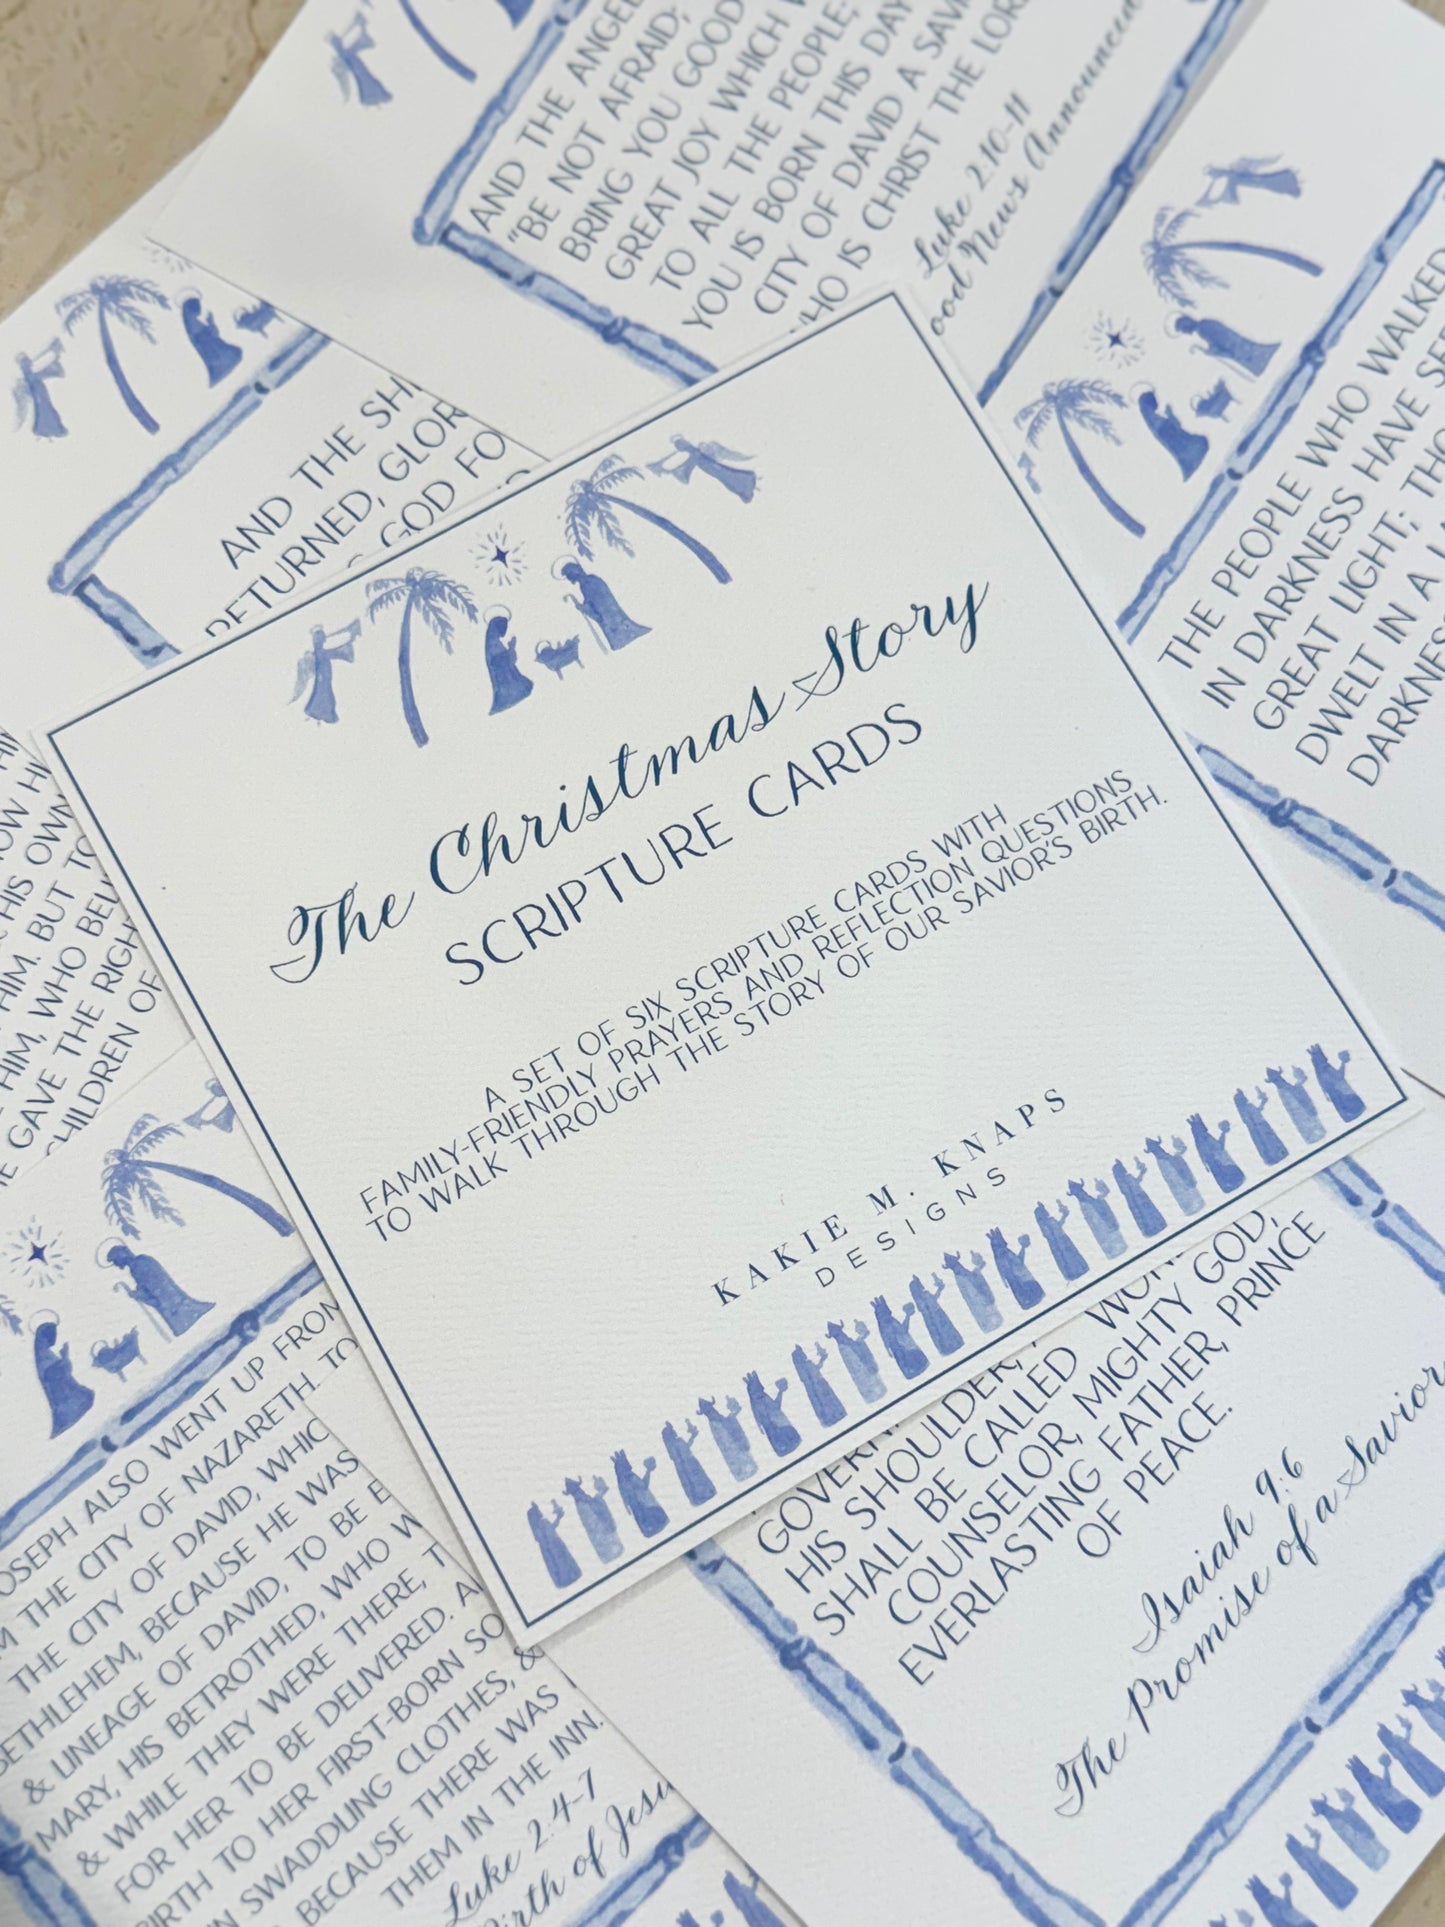 AND THE ANGEL
"BE NOT AFRAID;
BRING YOU GOOD
GREAT JOY WHICH
TO ALL THE PEOPLE;
YOU IS BORN THIS DAY
CITY OF DAVID A
HO IS CHRIST THE LOR
Luke 2:10-11
ood News Announced
AND THE SH
RETURNED, GLOR
GOD FO
THE PEOPLE WHO WALKED
IN DARKNESS HAVE SE
GREAT LIGHT; THO
DWELT IN A L
DARKNES
The Christmas Story
SCRIPTURE CARDS
A SET OF SIX SCRIPTURE CARDS WITH
FAMILY-FRIENDLY PRAYERS AND REFLECTION QUESTIONS
TO WALK THROUGH THE STORY OF OUR SAVIOR'S BIRTH.
KAKIE M. KNAPS
DESIGNS
HIS OWN
HIM. BUT TO
HIM, WHO BEL
GAVE THE RIGH
CHILDREN OF
OSEPH ALSO WENT UP FROM
M THE CITY OF NAZARETH TO
THE CITY OF DAVID, WHIC
BETHLEHEM, BECAUSE HE WAS
& LINEAGE OF DAVID, TO BE E
MARY, HIS BETROTHED, WHO W
& WHILE THEY WERE THERE, T
FOR HER TO BE DELIVERED. A
BIRTH TO HER FIRST-BORN SO
IN SWADDLING CLOTHES, &
BECAUSE THERE WAS
THEM IN THE INN.
Luke 2:4-7
Birth of Jesu
GOVER
HIS SHOULDER,
SHALL BE CALLED WON
COUNSELOR, MIGHTY GOD,
EVERLASTING FATHER, PRINCE
OF PEACE.
Isaiah 9:6
The Promise of a Savior